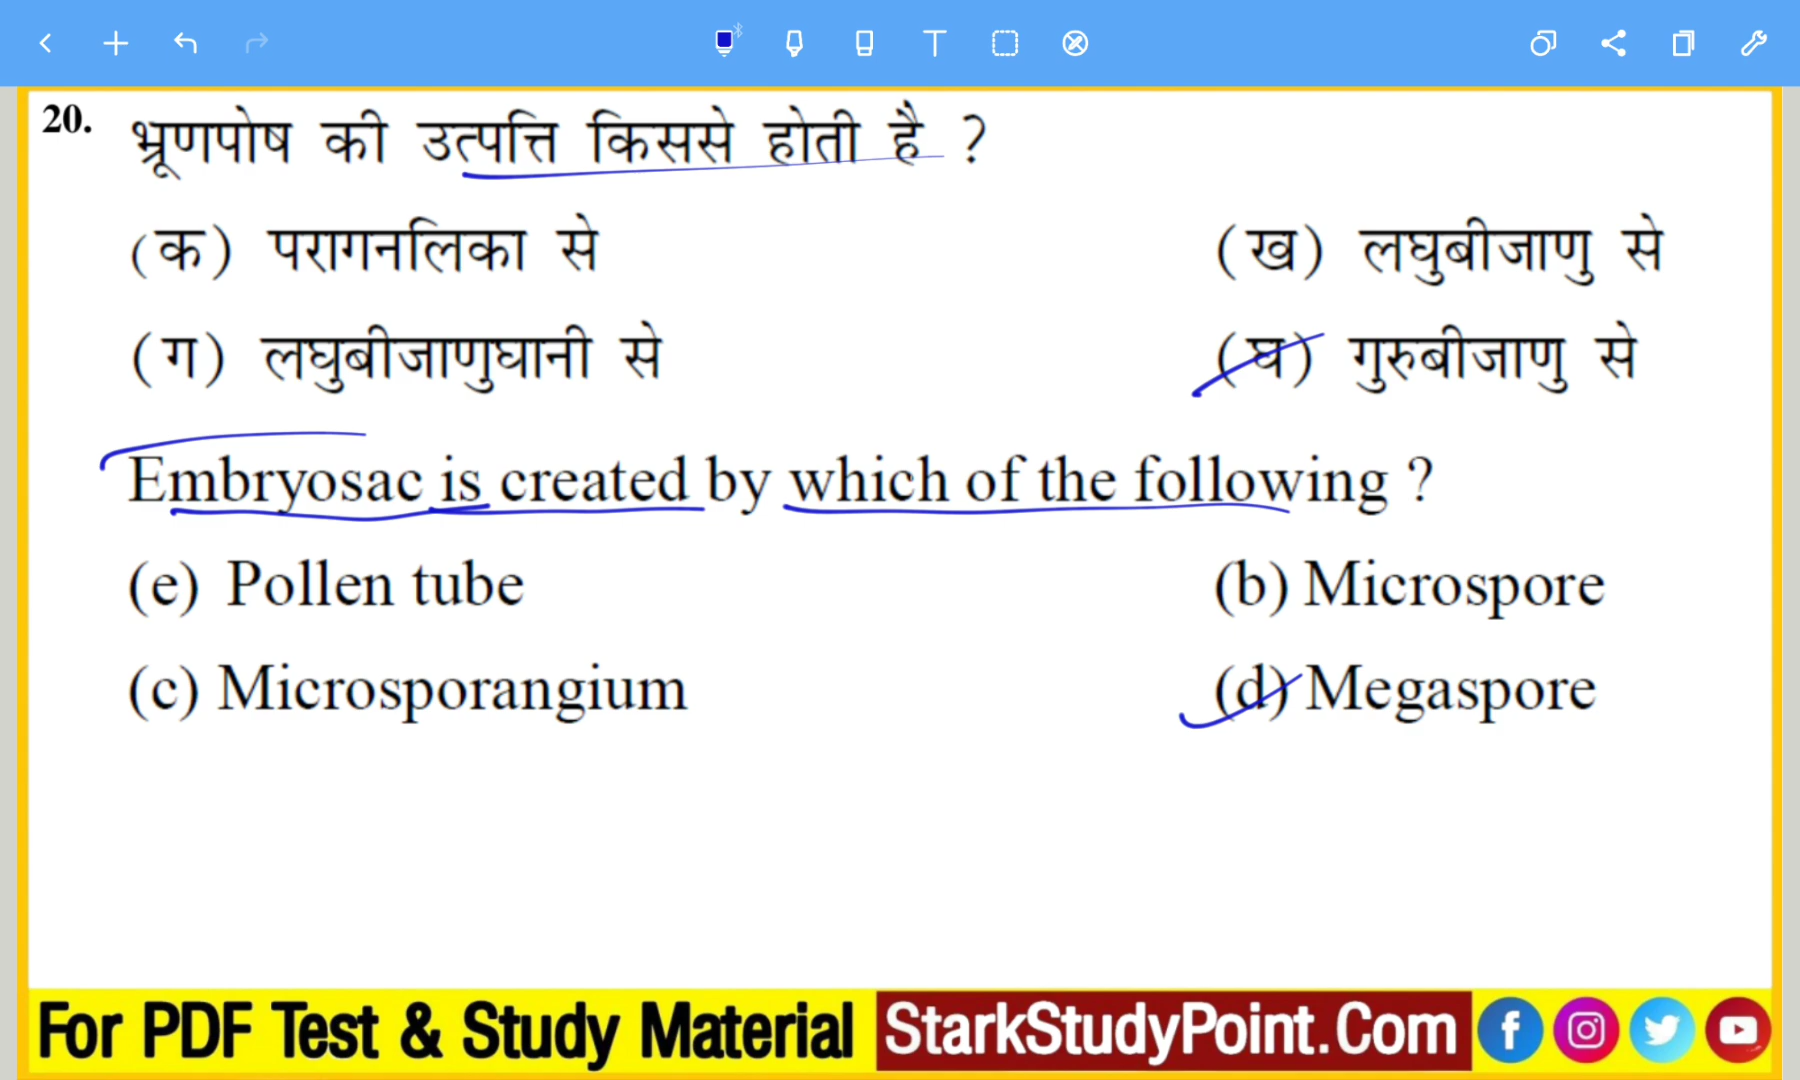 20. भ्रूणपोष की उत्पत्ति किससे होती है ?
(क) परागनलिका से (ख) लघुबीजाणु से
(ग) लघुबीजाणुधानी से (घ) गुरुबीजाणु से
Embryosac is created by which of the following ?
(e) Pollen tube (b) Microspore
(c) Microsporangium (d) Megaspore
For PDF Test & Study Material StarkStudyPoint.Com